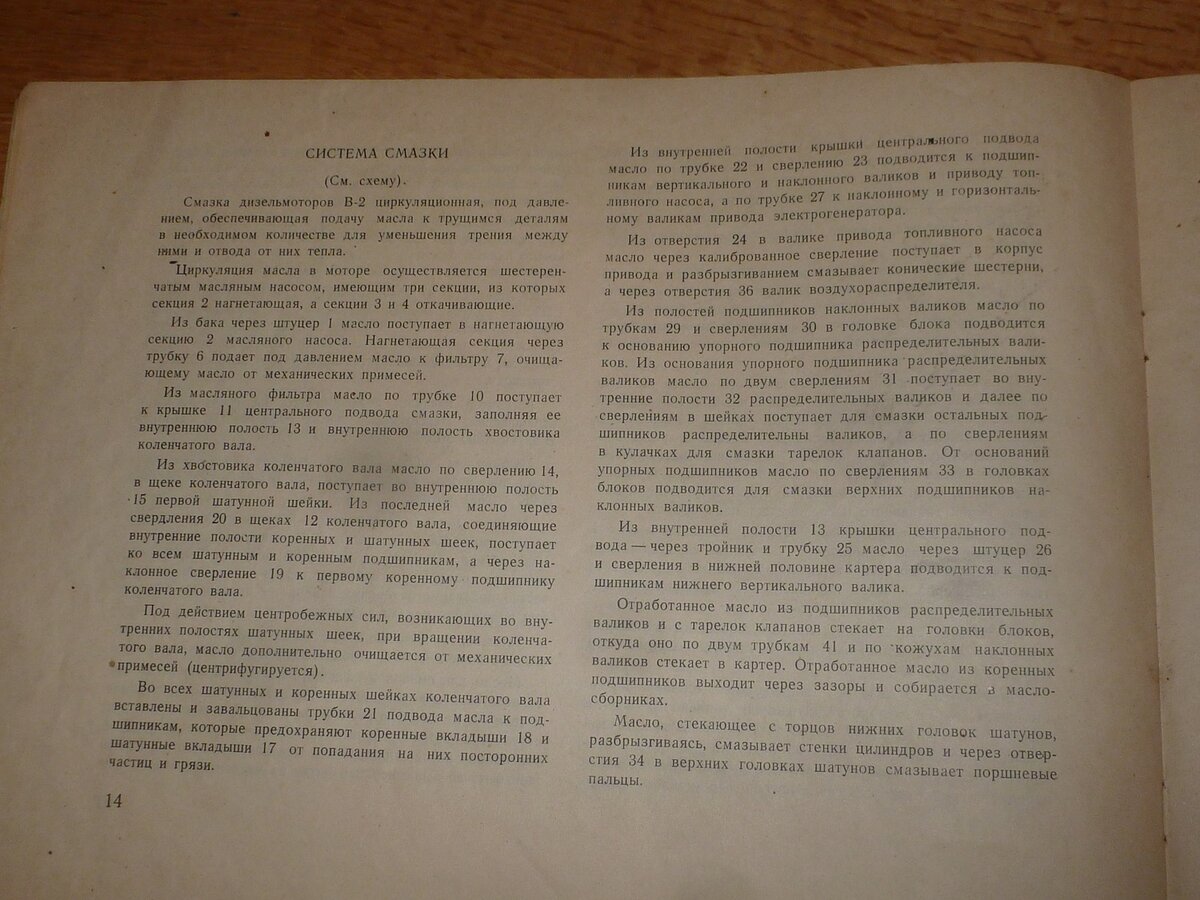 СИСТЕМА СМАЗКИ
(См. схему).
Смазка дизельмоторов В-2 циркуляционная, под давле-
нием, обеспечивающая подачу масла к трущимся деталям
в необходимом количестве для уменьшения трения между
ними и отвода от них тепла.
Циркуляция масла в моторе осуществляется шестерен-
чатым масляным насосом, имеющим три секции, из которых
секция 2 нагнетающая, а секции 3 и 4 откачивающие.
Из бака через штуцер 1 масло поступает в нагнетающую
секцию 2 масляного насоса. Нагнетающая секция через
трубку 6 подает под давлением масло к фильтру 7, очища-
ющему масло от механических примесей.
Из масляного фильтра масло по трубке 10 поступает
к крышке 11 центрального подвода смазки, заполняя ее
внутреннюю полость 13 и внутреннюю полость хвостовика
коленчатого вала.
Из хвостовика коленчатого вала масло по сверлению 14,
в щеке коленчатого вала, поступает во внутреннюю полость
15 первой шатунной шейки. Из последней масло через
свердления 20 в щеках 12 коленчатого вала, соединяющие
внутренние полости коренных и шатунных шеек, поступает
ко всем шатунным и коренным подшипникам, а через на-
клонное сверление 19 к первому коренному подшипнику
коленчатого вала.
Под действием центробежных сил, возникающих во вну-
тренних полостях шатунных шеек, при вращении коленча-
того вала, масло дополнительно очищается от механических
примесей (центрифугируется).
Во всех шатунных и коренных шейках коленчатого вала
вставлены и завальцованы трубки 21 подвода масла к под-
шипникам, которые предохраняют коренные вкладыши 18 и
шатунные вкладыши 17 от попадания на них посторонних
частиц и грязи.
14
Из внутренней полости крышки центрального подвода
масло по трубке 22 и сверлению 23 подводится к подшип-
никам вертикального и наклонного валиков и приводу топ-
ливного насоса, а по трубке 27 к наклонному и горизонталь-
ному валикам привода электрогенератора.
Из отверстия 24 в валике привода топливного насоса
масло через калиброванное сверление поступает в корпус
привода и разбрызгиванием смазывает конические шестерни,
а через отверстия 36 валик воздухораспределителя.
Из полостей подшипников наклонных валиков масло по
трубкам 29 и сверлениям 30 в головке блока подводится
к основанию упорного подшипника распределительных вали-
ков. Из основания упорного подшипника распределительных
валиков масло по двум сверлениям 31 поступает во вну-
тренние полости 32 распределительных валиков и далее по
сверлениям в шейках поступает для смазки остальных под-
шипников распределительны валиков, а по сверлениям
в кулачках для смазки тарелок клапанов. От оснований
упорных подшипников масло по сверлениям 33 в головках
блоков подводится для смазки верхних подшипников на-
клонных валиков.
Из внутренней полости 13 крышки центрального под-
вода — через тройник и трубку 25 масло через штуцер 26
и сверления в нижней половине картера подводится к под-
шипникам нижнего вертикального валика.
Отработанное масло из подшипников распределительных
валиков и с тарелок клапанов стекает на головки блоков,
откуда оно по двум трубкам 41 и по кожухам наклонных
валиков стекает в картер. Отработанное масло из коренных
подшипников выходит через зазоры и собирается в масло-
сборниках.
Масло, стекающее с торцов нижних головок шатунов,
разбрызгиваясь, смазывает стенки цилиндров и через отвер-
стия 34 в верхних головках шатунов смазывает поршневые
пальцы.